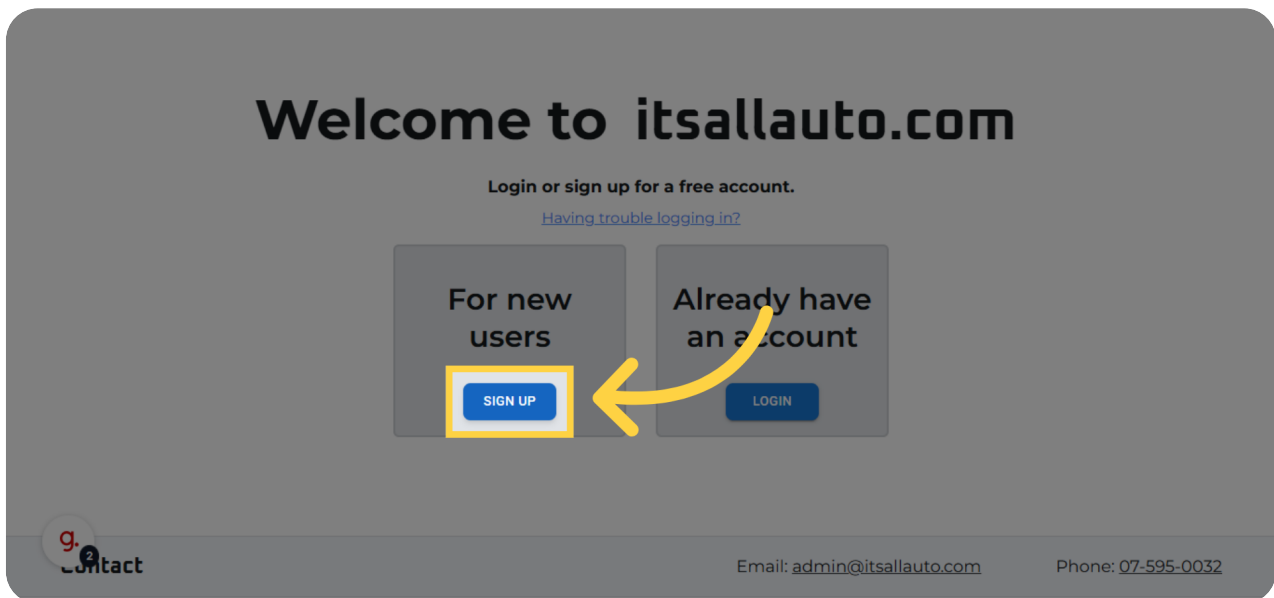 Welcome to itsallauto.com
Login or sign up for a free account.
Having trouble logging in?
For new
users
SIGN UP
Already have
an account
LOGIN
g.
2
Contact
Email: admin@itsallauto.com
Phone: 07-595-0032